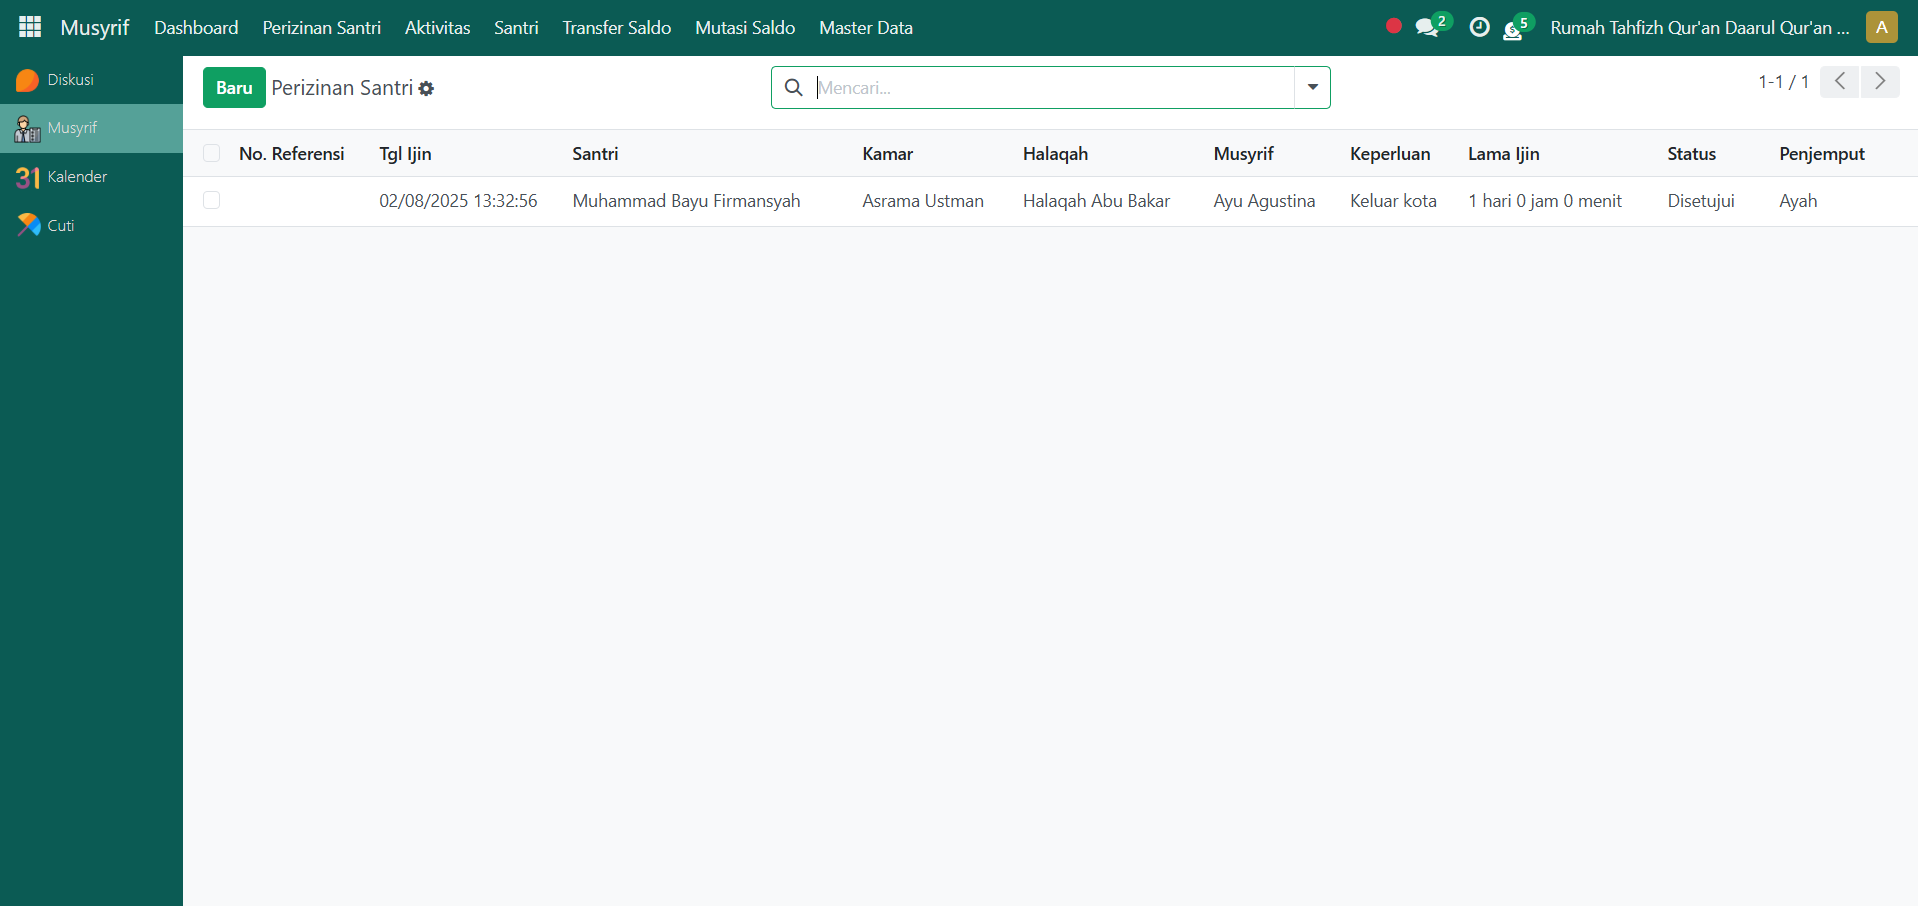 Musyrif Dashboard Perizinan Santri Aktivitas Santri Transfer Saldo Mutasi Saldo Master Data 2 5 Rumah Tahfizh Qur'an Daarul Qur'an ... A
Diskusi
Musyrif
31 Kalender
Cuti
Baru Perizinan Santri Mencari... 1-1 / 1
No. Referensi Tgl Ijin Santri Kamar Halaqah Musyrif Keperluan Lama Ijin Status Penjemput
02/08/2025 13:32:56 Muhammad Bayu Firmansyah Asrama Ustman Halaqah Abu Bakar Ayu Agustina Keluar kota 1 hari 0 jam 0 menit Disetujui Ayah